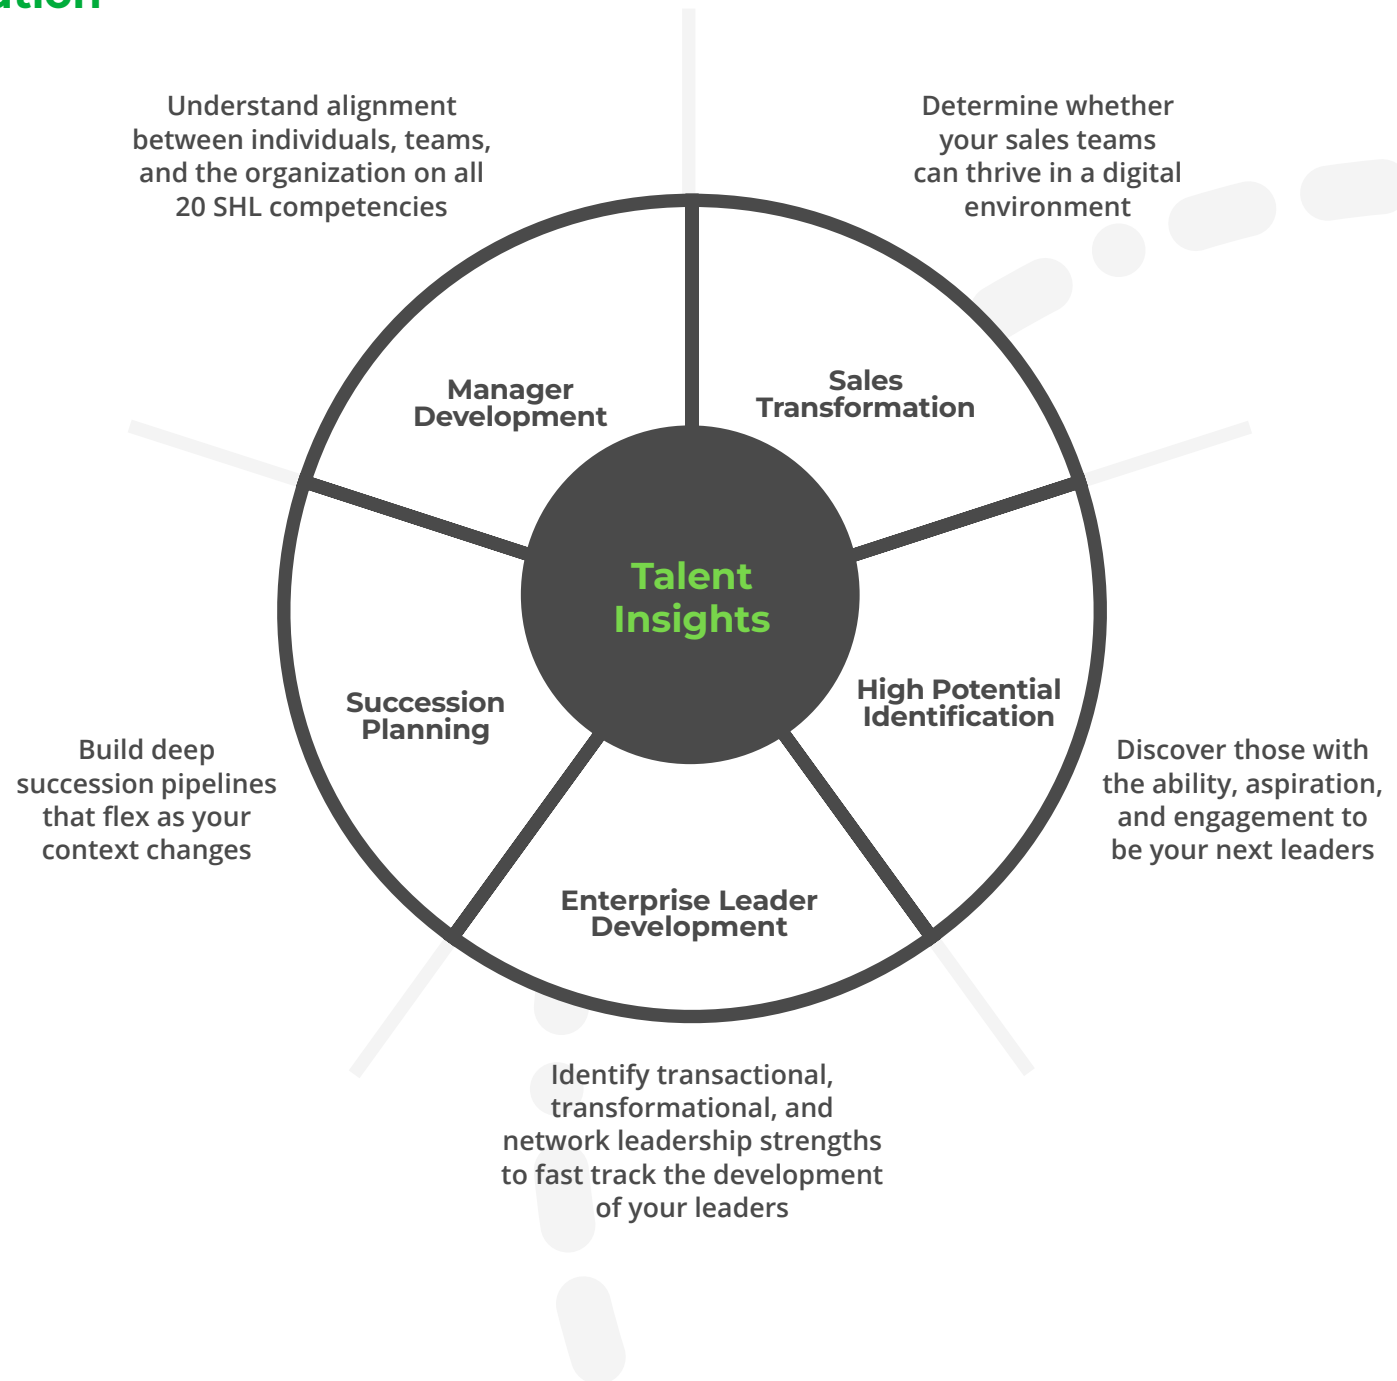 Understand alignment
between individuals, teams,
and the organization on all
20 SHL competencies
Determine whether
your sales teams
can thrive in a digital
environment
Manager
Development
Sales
Transformation
Talent
Insights
Succession
Planning
High Potential
Identification
Build deep
succession pipelines
that flex as your
context changes
Discover those with
the ability, aspiration,
and engagement to
be your next leaders
Enterprise Leader
Development
Identify transactional,
transformational, and
network leadership strengths
to fast track the development
of your leaders